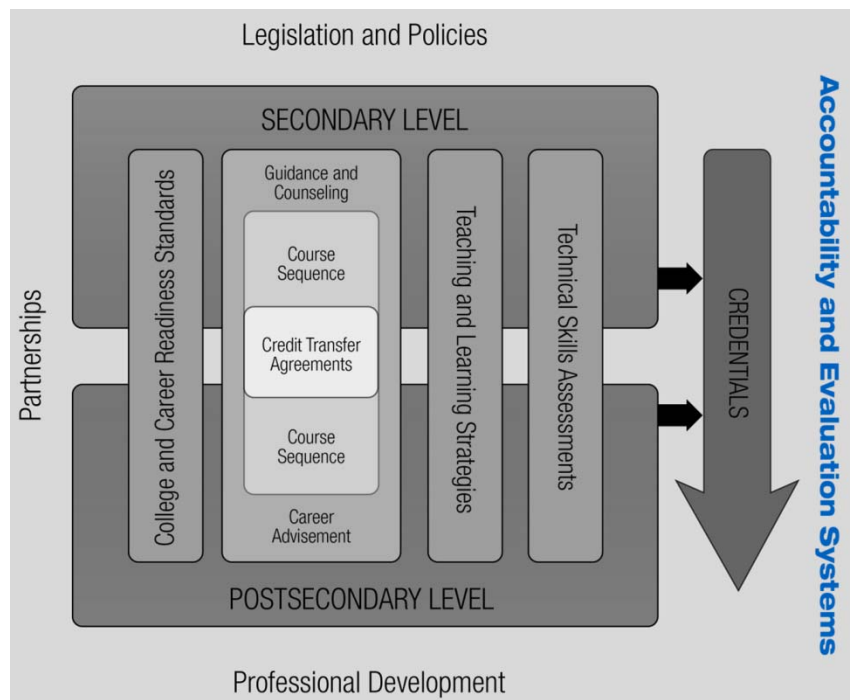 Legislation and Policies
SECONDARY LEVEL
Partnerships
College and Career Readiness Standards
Guidance and
Counseling
Course
Sequence
Credit Transfer
Agreements
Course
Sequence
Career
Advisement
Teaching and Learning Strategies
Technical Skills Assessments
CREDENTIALS
Accountability and Evaluation Systems
POSTSECONDARY LEVEL
Professional Development